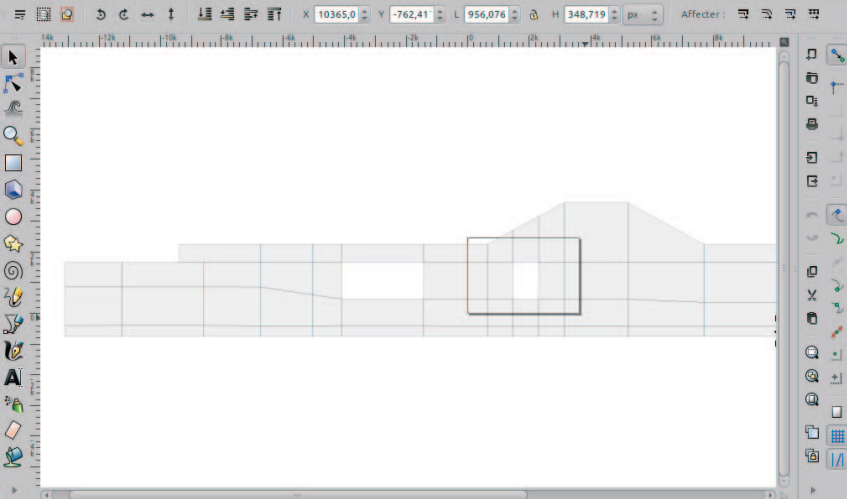 X 10365,0 Y -762,41 L 956,076 H 348,719 px Affecter :
14k -12k -10k -8k -6k -4k -2k 0 2k 4k 6k 8k
A